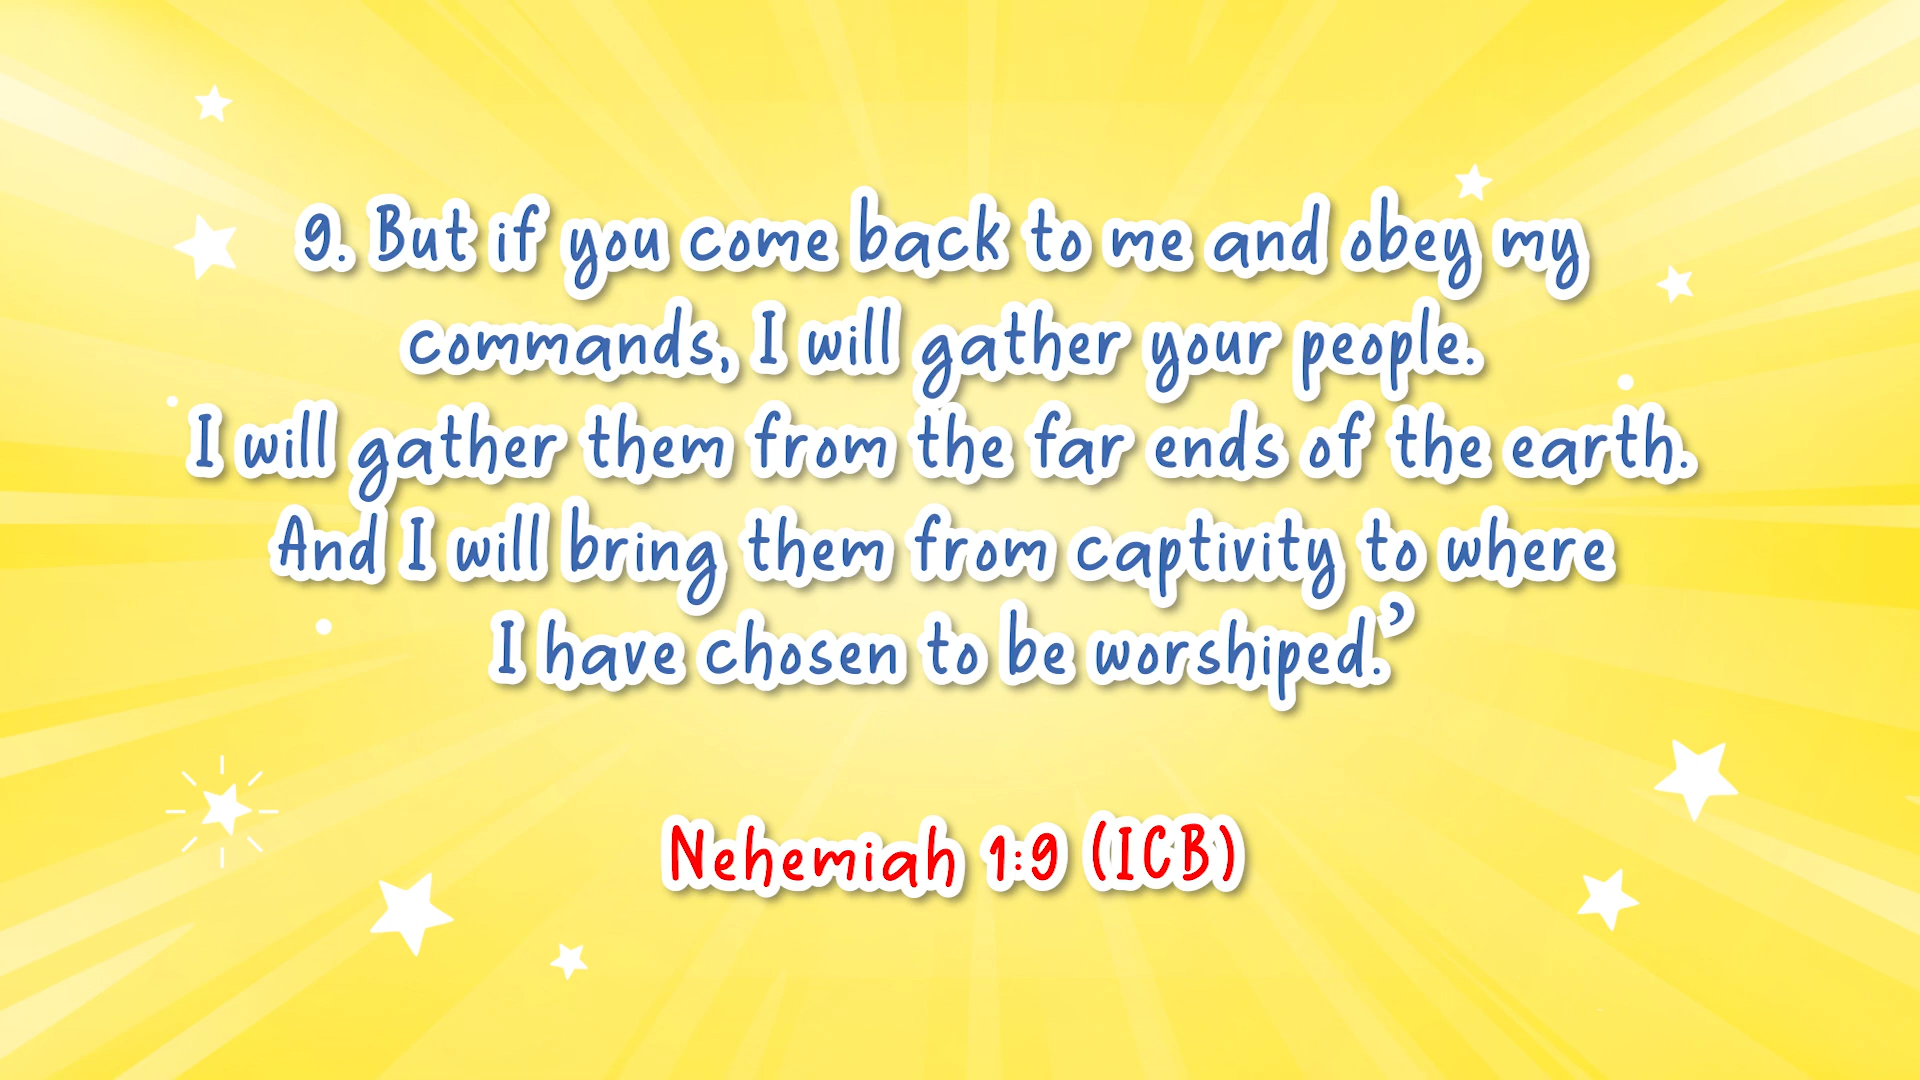 9. But if you come back to me and obey my
commands, I will gather your people.
I will gather them from the far ends of the earth.
And I will bring them from captivity to where
I have chosen to be worshiped.’
Nehemiah 1:9 (ICB)